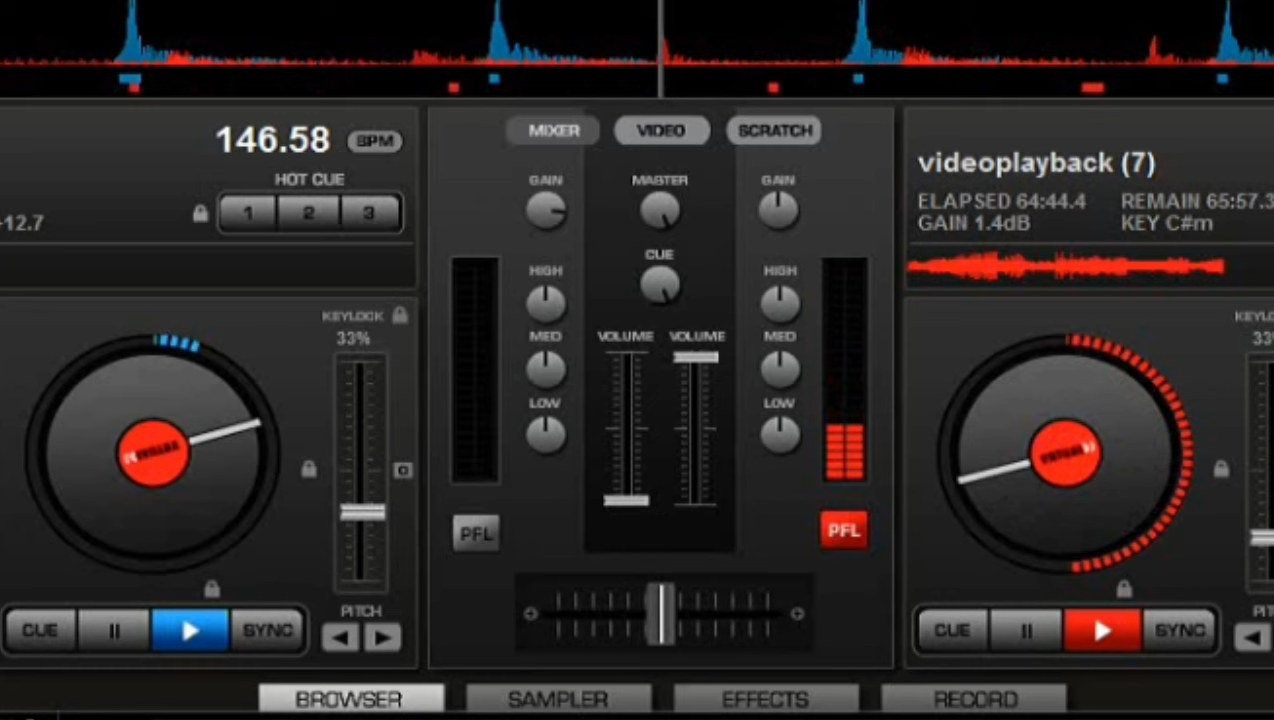 MIXER VIDEO SCRATCH
146.58 BPM
HOT CUE
1 2 3
-12.7
GAIN MASTER GAIN
CUE
HIGH HIGH
MED VOLUME VOLUME MED
LOW LOW
PFL PFL
videoplayback (7)
ELAPSED 64:44.4 REMAIN 65:57.3
GAIN 1.4dB KEY C#m
KEYLOCK
33%
PITCH
CUE SYNC
KEYLO
33
PIT
CUE SYNC
BROWSER SAMPLER EFFECTS RECORD